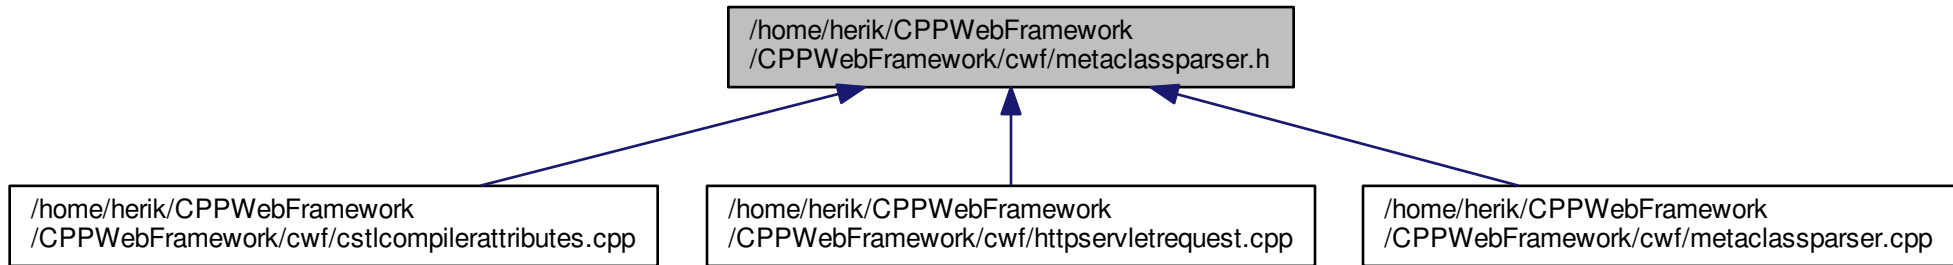 /home/herik/CPPWebFramework
/CPPWebFramework/cwf/metaclassparser.h
/home/herik/CPPWebFramework
/CPPWebFramework/cwf/cstlcompilerattributes.cpp
/home/herik/CPPWebFramework
/CPPWebFramework/cwf/httpservletrequest.cpp
/home/herik/CPPWebFramework
/CPPWebFramework/cwf/metaclassparser.cpp